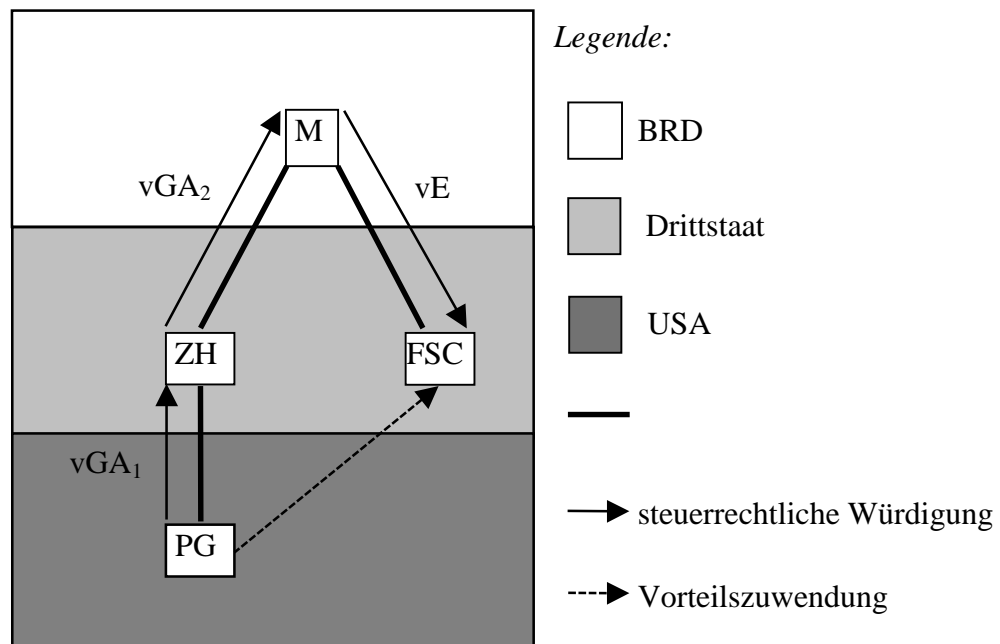 Legende:
M
BRD
vGA₂
vE
Drittstaat
ZH
FSC
USA
vGA₁
steuerrechtliche Würdigung
PG
Vorteilszuwendung